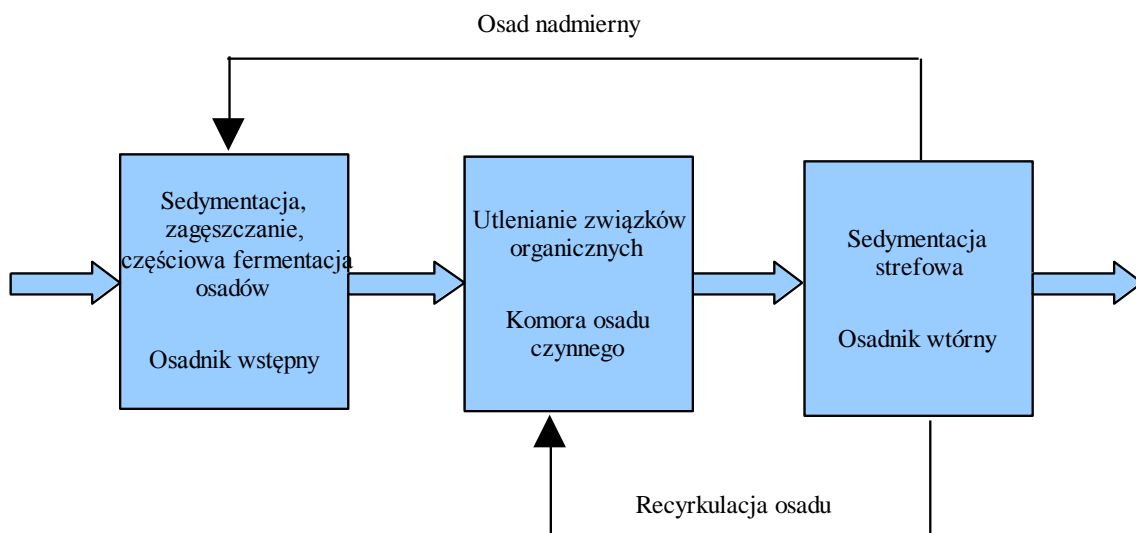 Osad nadmierny
Sedymentacja,
zagęszczanie,
częściowa fermentacja
osadów
Osadnik wstępny
Utlenianie związków
organicznych
Komora osadu
czynnego
Sedymentacja
strefowa
Osadnik wtórny
Recyrkulacja osadu